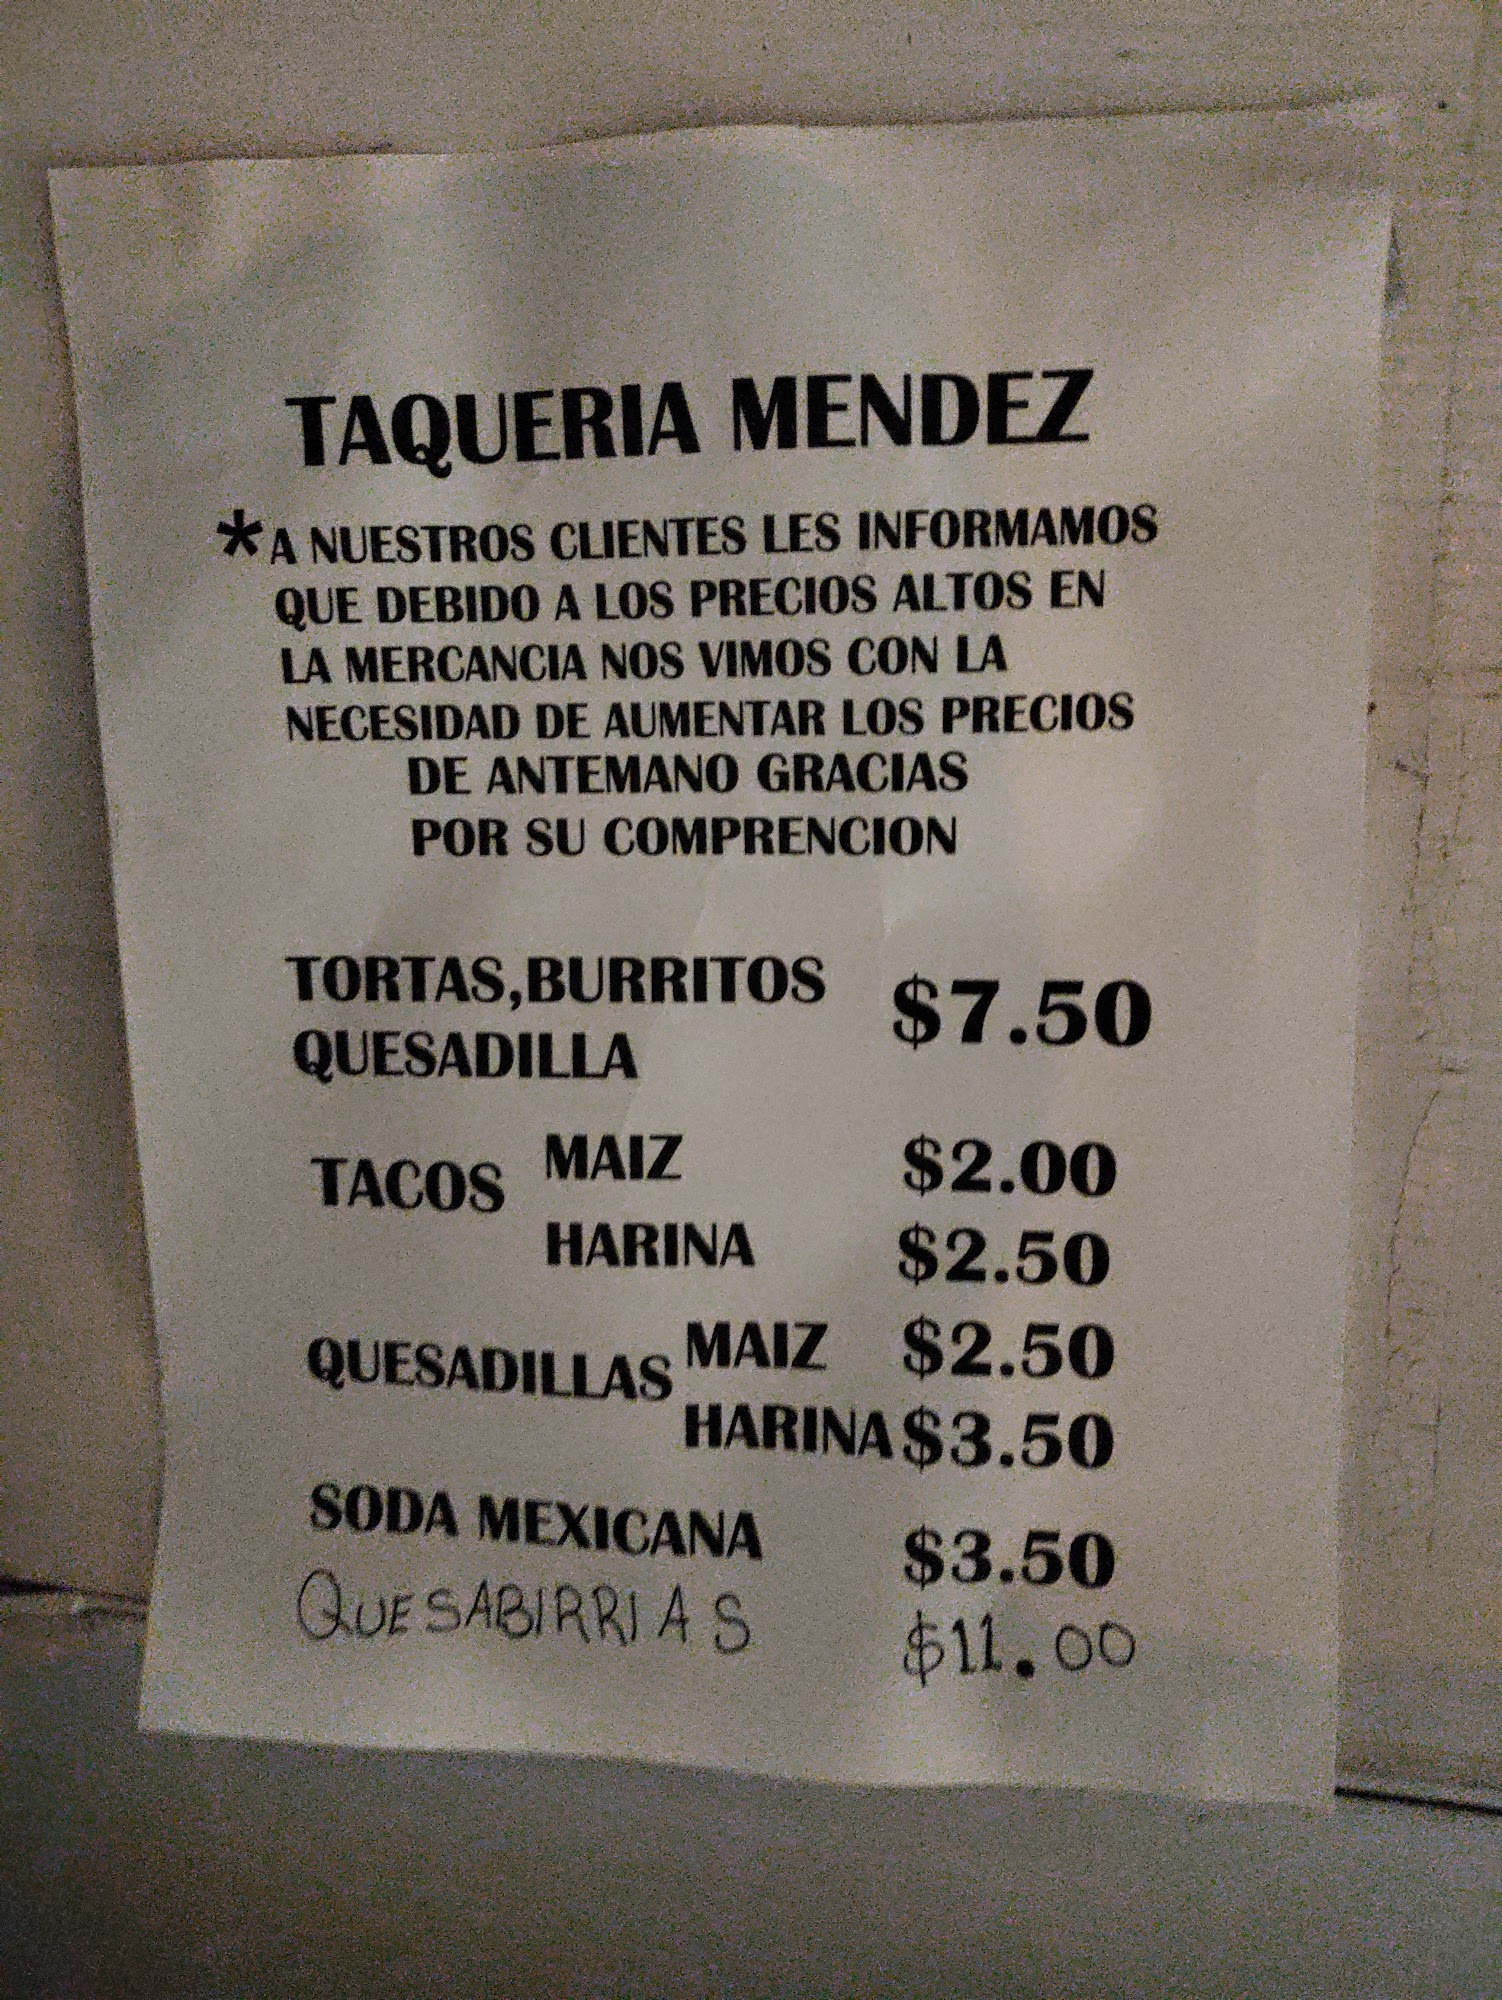 TAQUERIA MENDEZ
*A NUESTROS CLIENTES LES INFORMAMOS
QUE DEBIDO A LOS PRECIOS ALTOS EN
LA MERCANCIA NOS VIMOS CON LA
NECESIDAD DE AUMENTAR LOS PRECIOS
DE ANTEMANO GRACIAS
POR SU COMPRENCION
TORTAS,BURRITOS
QUESADILLA $7.50
TACOS MAIZ $2.00
HARINA $2.50
QUESADILLAS MAIZ $2.50
HARINA $3.50
SODA MEXICANA $3.50
QUESABIRRIAS $11.00